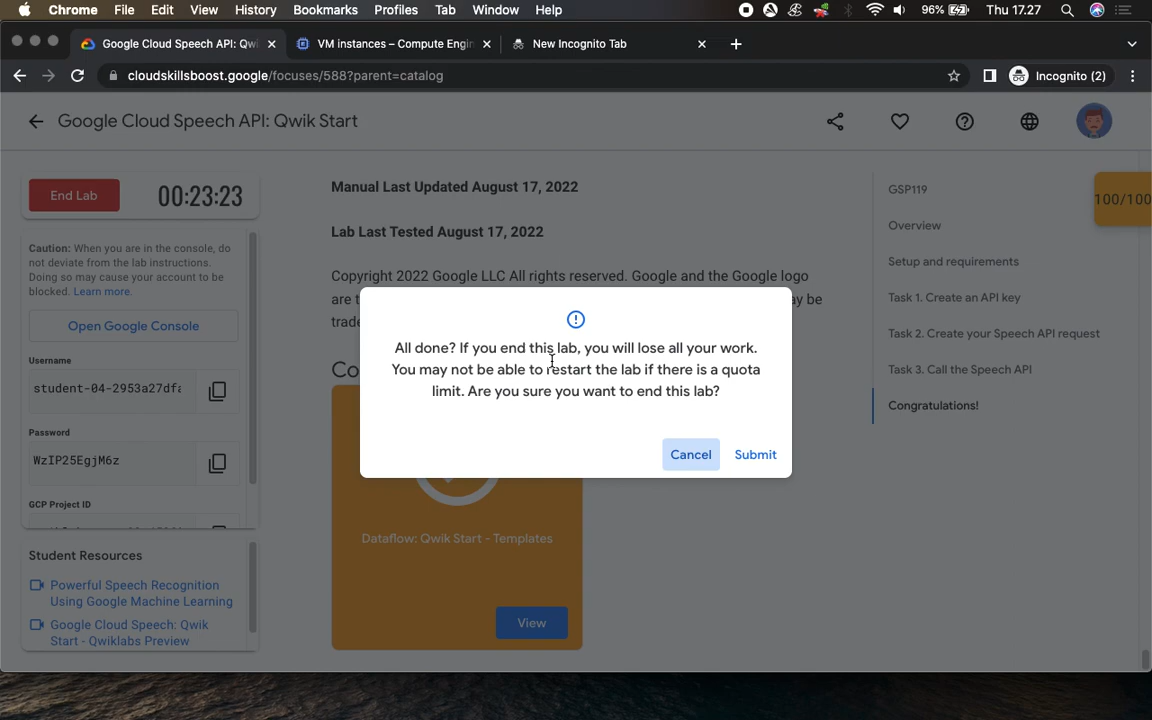 Chrome File Edit View History Bookmarks Profiles Tab Window Help 96% Thu 17.27
Google Cloud Speech API: Qwi
VM instances – Compute Engin
New Incognito Tab
cloudskillsboost.google/focuses/588?parent=catalog
Incognito (2)
Google Cloud Speech API: Qwik Start
End Lab
00:23:23
Caution: When you are in the console, do
not deviate from the lab instructions.
Doing so may cause your account to be
blocked. Learn more.
Open Google Console
Username
student-04-2953a27df
Password
WzIP25EgjM6z
GCP Project ID
Student Resources
Powerful Speech Recognition
Using Google Machine Learning
Google Cloud Speech: Qwik
Start - Qwiklabs Preview
Manual Last Updated August 17, 2022
Lab Last Tested August 17, 2022
Copyright 2022 Google LLC All rights reserved. Google and the Google logo
are t
ay be
trade
Co
All done? If you end this lab, you will lose all your work.
You may not be able to restart the lab if there is a quota
limit. Are you sure you want to end this lab?
Cancel
Submit
Dataflow: Qwik Start - Templates
View
GSP119
Overview
Setup and requirements
Task 1. Create an API key
Task 2. Create your Speech API request
Task 3. Call the Speech API
Congratulations!
100/100